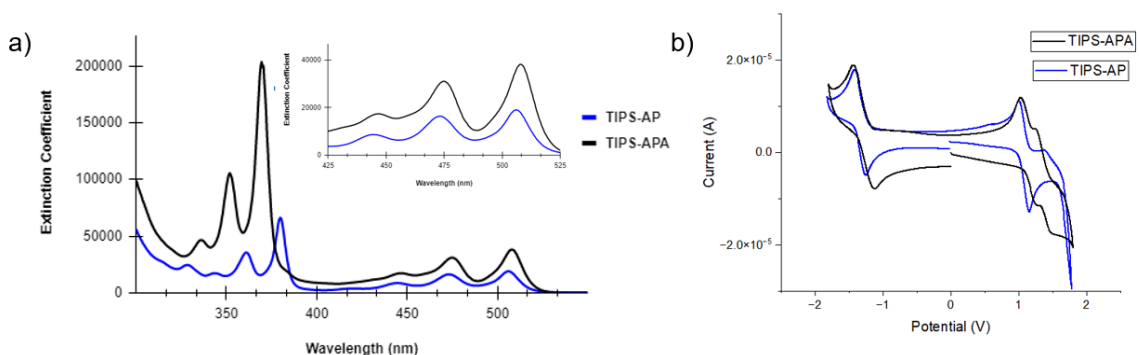 a)
Extinction Coefficient
200000
150000
100000
50000
0
350
400
450
500
Wavelength (nm)
Extinction Coefficient
40000
20000
0
425
450
475
500
525
Wavelength (nm)
TIPS-AP
TIPS-APA
b)
TIPS-APA
TIPS-AP
Current (A)
2.0×10⁻⁵
0.0
−2.0×10⁻⁵
−2
−1
0
1
2
Potential (V)